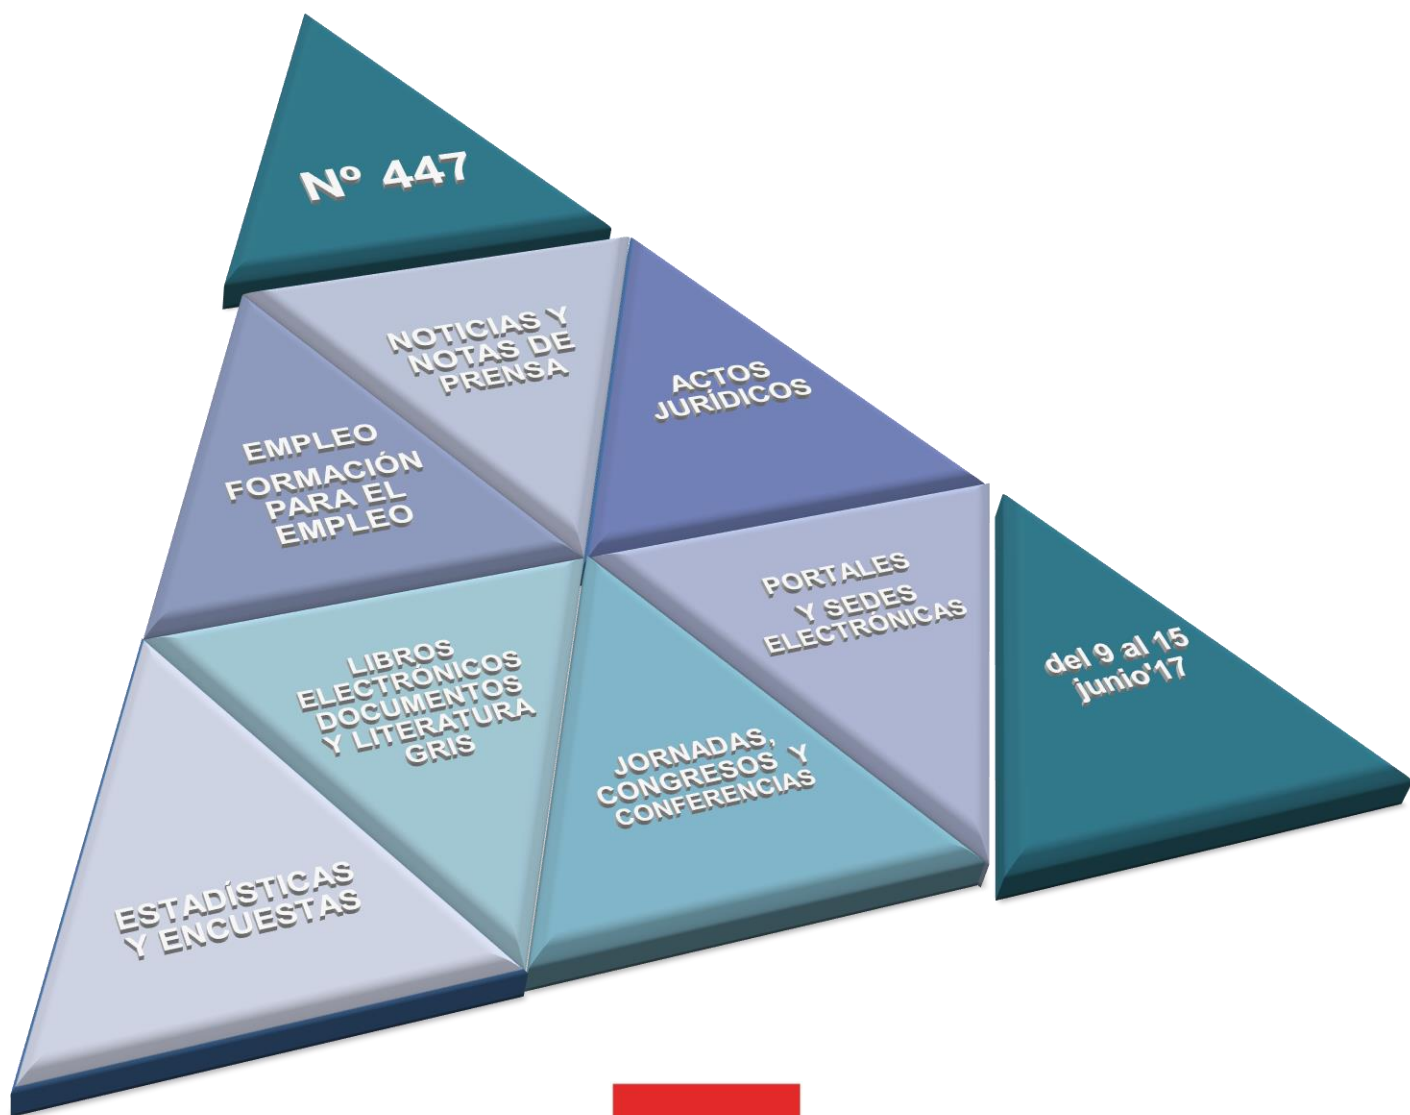 Nº 447
NOTICIAS Y
NOTAS DE
PRENSA
ACTOS
JURÍDICOS
EMPLEO
FORMACIÓN
PARA EL
EMPLEO
PORTALES
Y SEDES
ELECTRÓNICAS
del 9 al 15
junio'17
LIBROS
ELECTRÓNICOS
DOCUMENTOS
Y LITERATURA
GRIS
JORNADAS,
CONGRESOS Y
CONFERENCIAS
ESTADÍSTICAS
Y ENCUESTAS